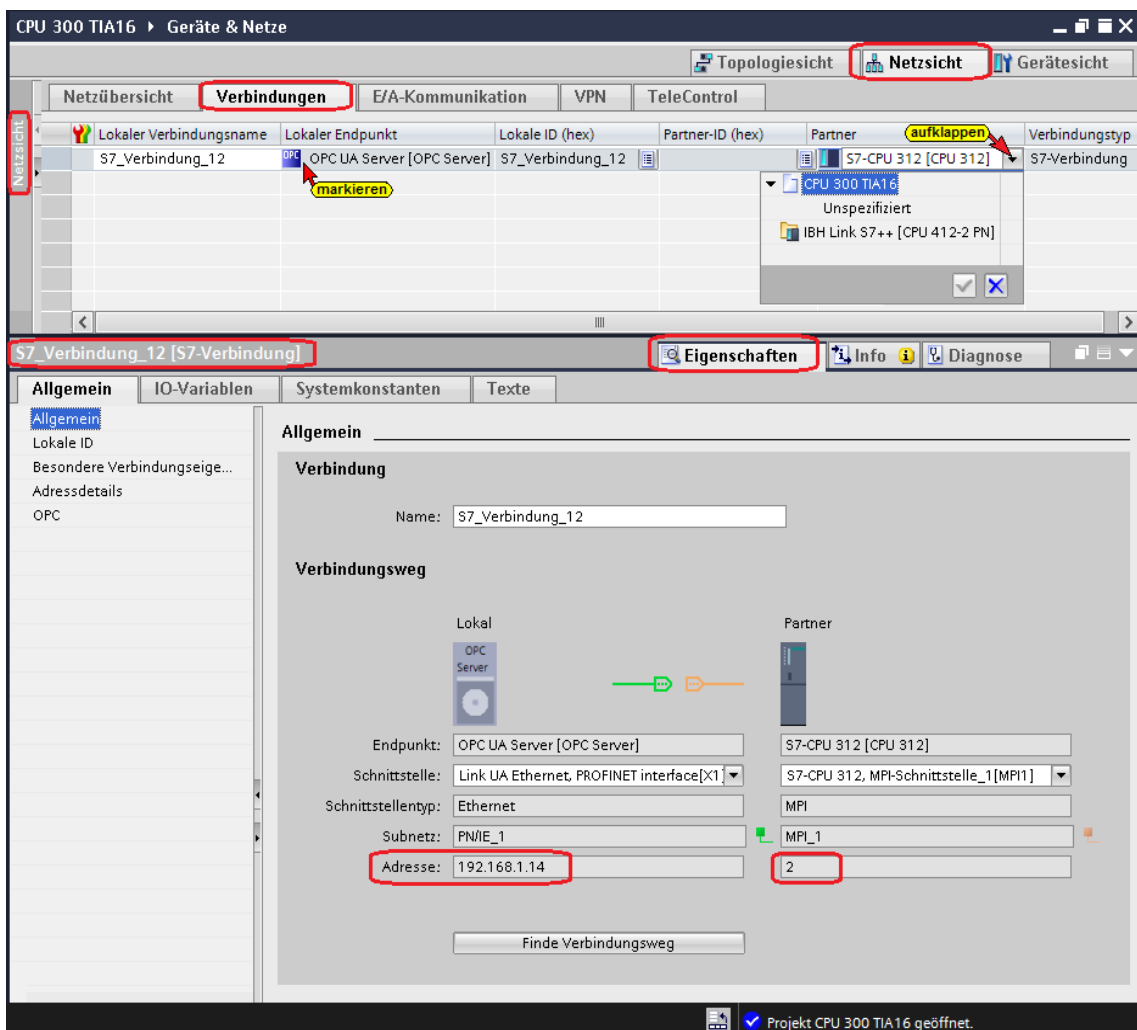 CPU 300 TIA16 ▸ Geräte & Netze
Topologiesicht Netzsicht Gerätesicht
Netzübersicht Verbindungen E/A-Kommunikation VPN TeleControl
Netzsicht
Lokaler Verbindungsname Lokaler Endpunkt Lokale ID (hex) Partner-ID (hex) Partner aufklappen Verbindungstyp
S7_Verbindung_12 OPC OPC UA Server [OPC Server] S7_Verbindung_12 S7-CPU 312 [CPU 312] S7-Verbindung
markieren
CPU 300 TIA16
Unspezifiziert
IBH Link S7++ [CPU 412-2 PN]
S7_Verbindung_12 [S7-Verbindung]
Eigenschaften Info Diagnose
Allgemein IO-Variablen Systemkonstanten Texte
Allgemein
Lokale ID
Besondere Verbindungseige...
Adressdetails
OPC
Allgemein
Verbindung
Name: S7_Verbindung_12
Verbindungsweg
Lokal Partner
OPC
Server
Endpunkt: OPC UA Server [OPC Server] S7-CPU 312 [CPU 312]
Schnittstelle: Link UA Ethernet, PROFINET interface[X1] S7-CPU 312, MPI-Schnittstelle_1[MPI1]
Schnittstellentyp: Ethernet MPI
Subnetz: PN/IE_1 MPI_1
Adresse: 192.168.1.14 2
Finde Verbindungsweg
Projekt CPU 300 TIA16 geöffnet.